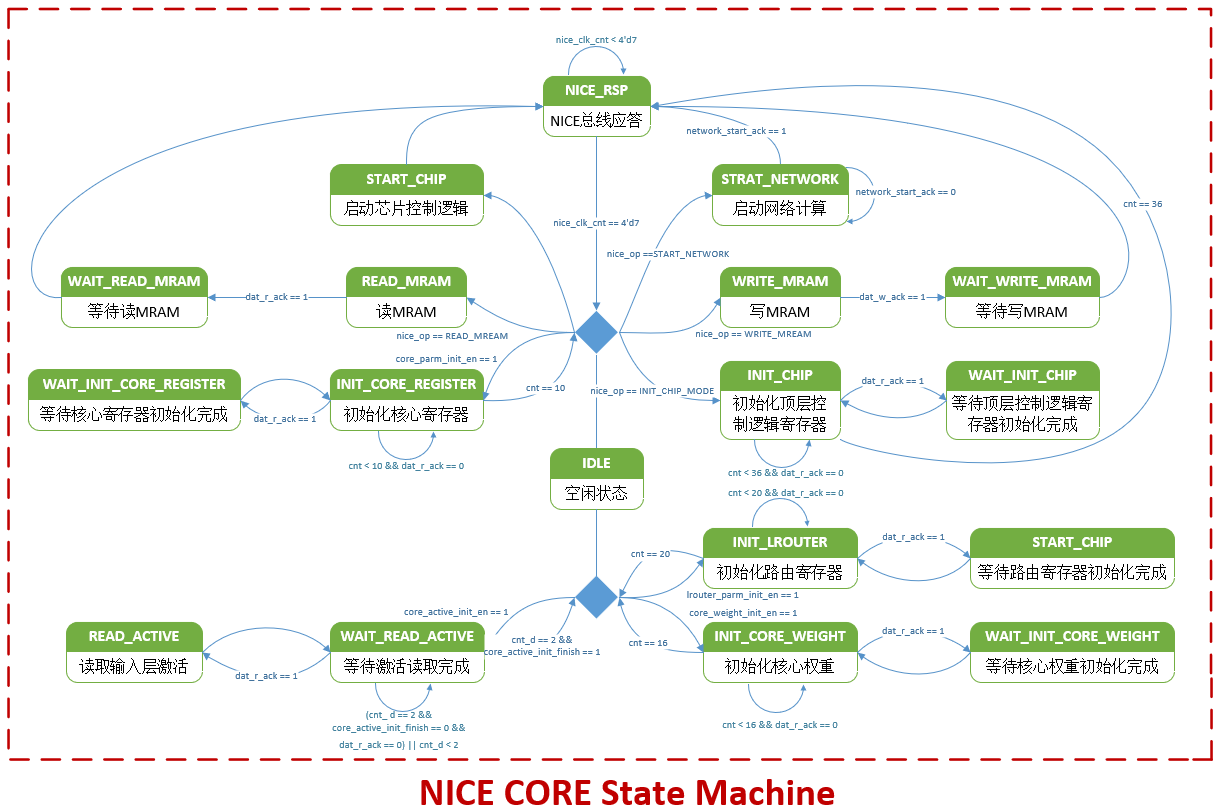 nice_clk_cnt < 4'd7
NICE_RSP
NICE总线应答
network_start_ack == 1
START_CHIP
启动芯片控制逻辑
STRAT_NETWORK
启动网络计算
network_start_ack == 0
cnt == 36
nice_clk_cnt == 4'd7
nice_op ==START_NETWORK
WAIT_READ_MRAM
等待读MRAM
dat_r_ack == 1
READ_MRAM
读MRAM
WRITE_MRAM
写MRAM
dat_w_ack == 1
WAIT_WRITE_MRAM
等待写MRAM
nice_op == READ_MREAM
nice_op == WRITE_MREAM
core_parm_init_en == 1
WAIT_INIT_CORE_REGISTER
等待核心寄存器初始化完成
dat_r_ack == 1
INIT_CORE_REGISTER
初始化核心寄存器
cnt == 10
cnt < 10 && dat_r_ack == 0
nice_op == INIT_CHIP_MODE
INIT_CHIP
初始化顶层控
制逻辑寄存器
dat_r_ack == 1
WAIT_INIT_CHIP
等待顶层控制逻辑寄
存器初始化完成
cnt < 36 && dat_r_ack == 0
IDLE
空闲状态
cnt < 20 && dat_r_ack == 0
INIT_LROUTER
初始化路由寄存器
dat_r_ack == 1
START_CHIP
等待路由寄存器初始化完成
cnt == 20
lrouter_parm_init_en == 1
core_weight_init_en == 1
core_active_init_en == 1
READ_ACTIVE
读取输入层激活
dat_r_ack == 1
WAIT_READ_ACTIVE
等待激活读取完成
cnt_d == 2 &&
core_active_init_finish == 1
cnt == 16
INIT_CORE_WEIGHT
初始化核心权重
dat_r_ack == 1
WAIT_INIT_CORE_WEIGHT
等待核心权重初始化完成
(cnt_ d == 2 &&
core_active_init_finish == 0 &&
dat_r_ack == 0) || cnt_d < 2
cnt < 16 && dat_r_ack == 0
NICE CORE State Machine